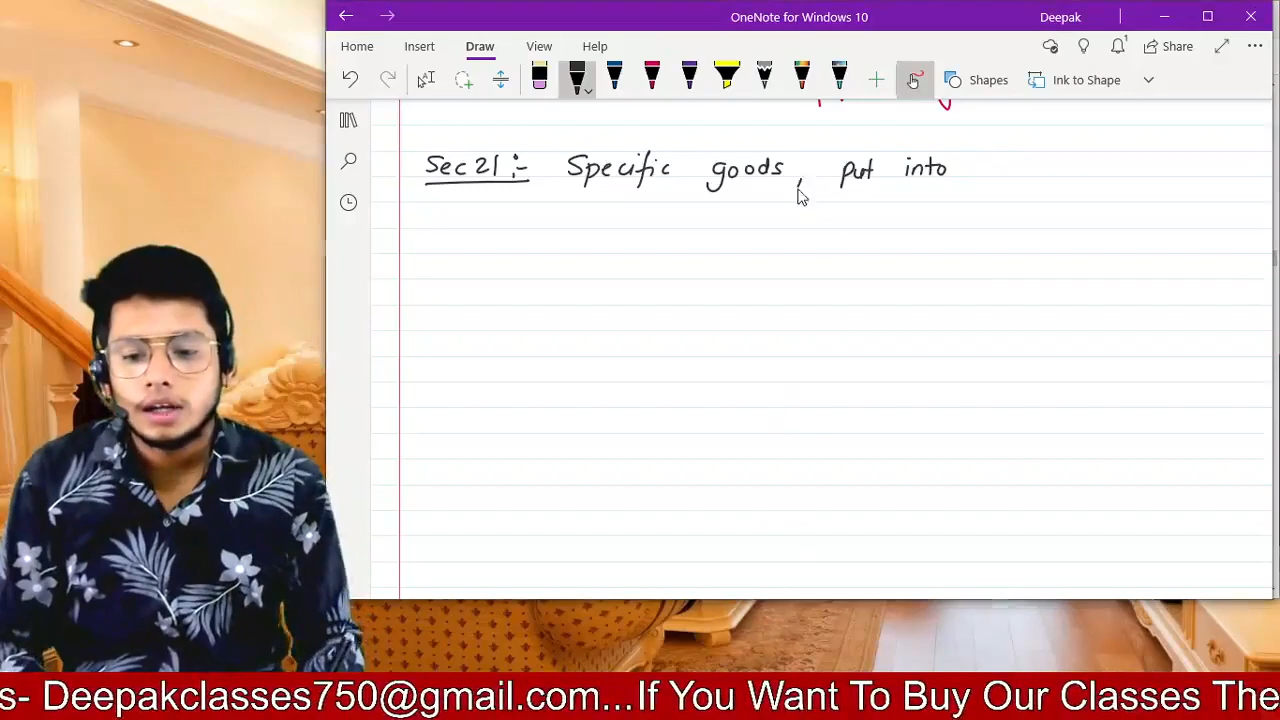 OneNote for Windows 10
Deepak
Home Insert Draw View Help
Share
Shapes
Ink to Shape
Sec 21 :- Specific goods, put into
s- Deepakclasses750@gmail.com...If You Want To Buy Our Classes The